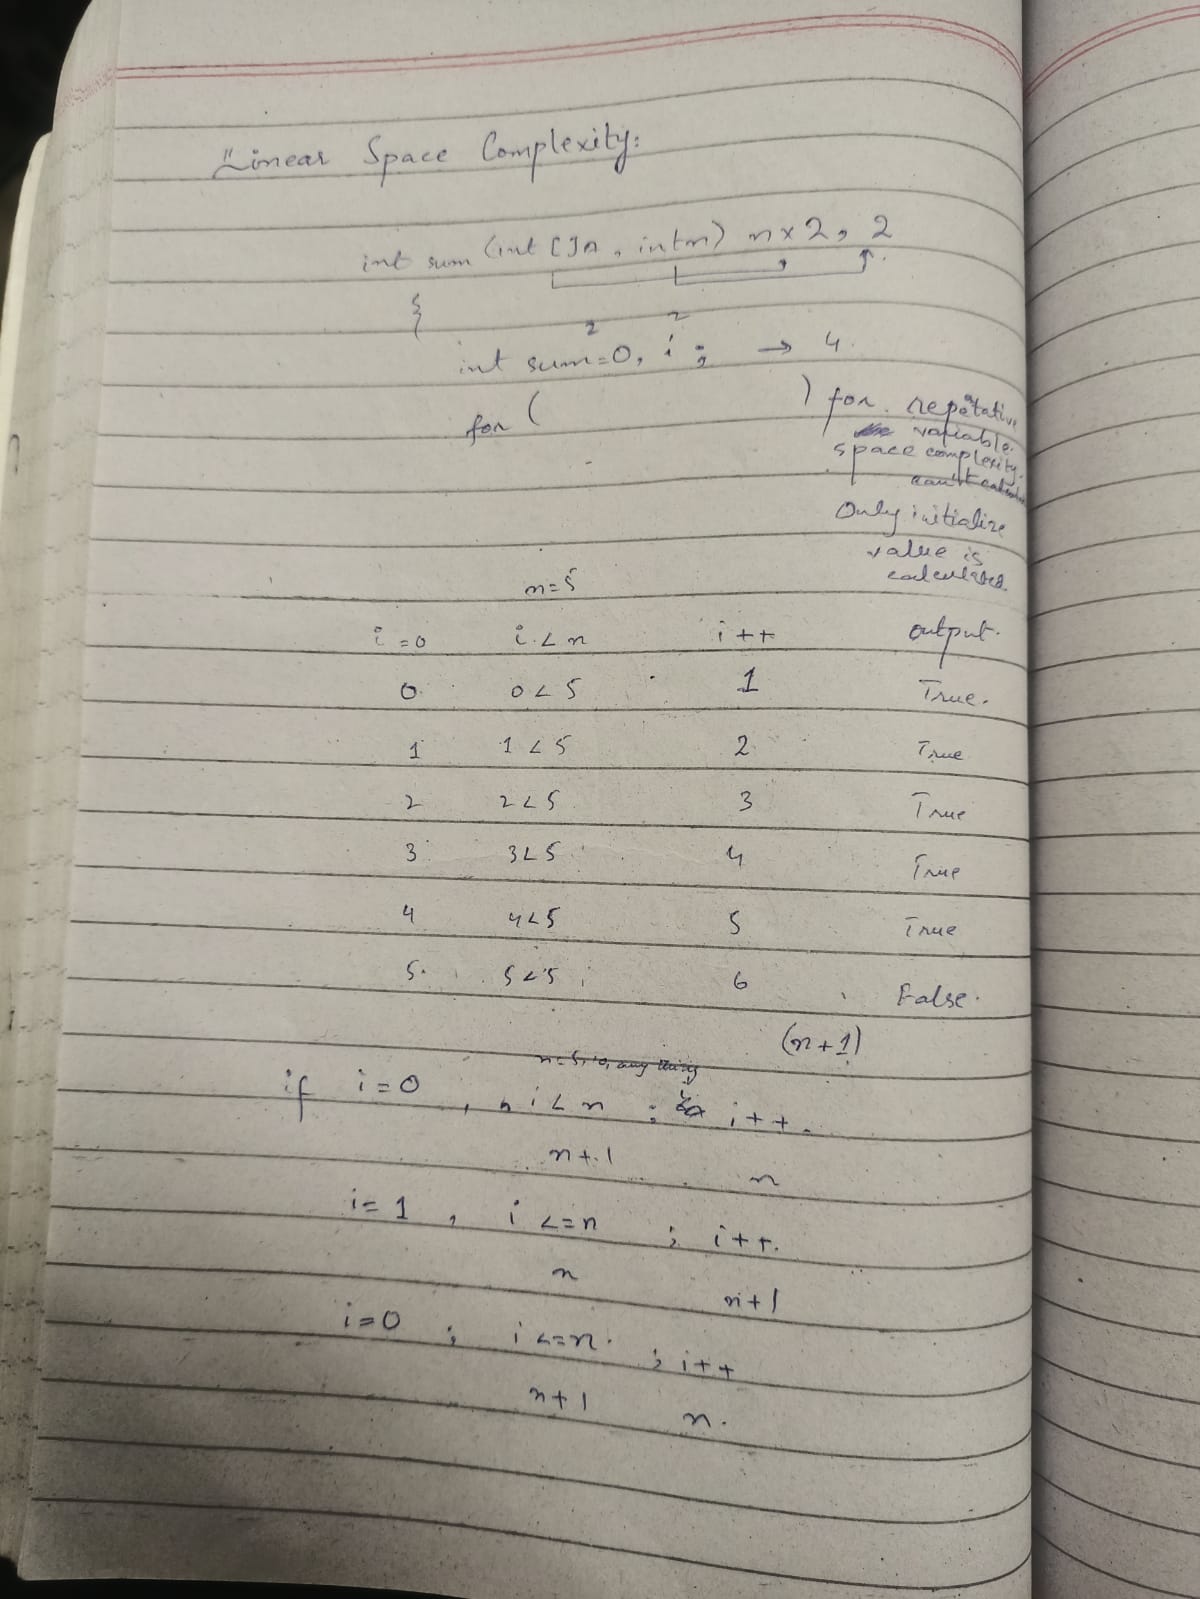 Linear Space Complexity:
int sum (int []A, int n) n x 2, 2
{
2 2
int sum=0, i ; → 4.
for ( ) for repetative
variable
space complexity
can't
Only initialize
value is
calculated.
n=5
i=0 i<n i++ output.
0 0<5 1 True.
1 1<5 2 True
2 2<5 3 True
3 3<5 4 True
4 4<5 5 True
5. 5<5 6 False.
(n+1)
any thing
if i=0 , i<n ; i++.
n+1 n
i=1 , i<=n ; i++.
n n+1
i=0 ; i<=n. ; i++
n+1 n.